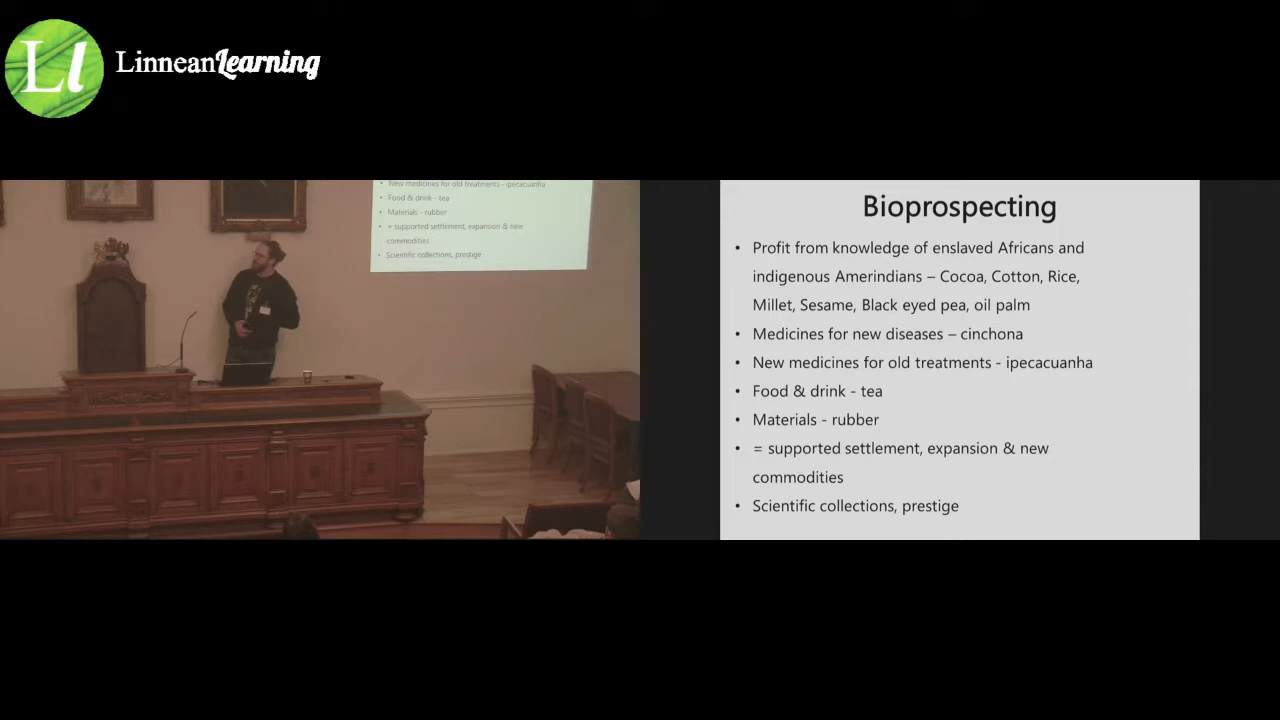 Ll LinneanLearning
New medicines for old treatments - ipecacuanha
• Food & drink - tea
• Materials - rubber
• = supported settlement, expansion & new
commodities
• Scientific collections, prestige
Bioprospecting
• Profit from knowledge of enslaved Africans and
indigenous Amerindians – Cocoa, Cotton, Rice,
Millet, Sesame, Black eyed pea, oil palm
• Medicines for new diseases – cinchona
• New medicines for old treatments - ipecacuanha
• Food & drink - tea
• Materials - rubber
• = supported settlement, expansion & new
commodities
• Scientific collections, prestige